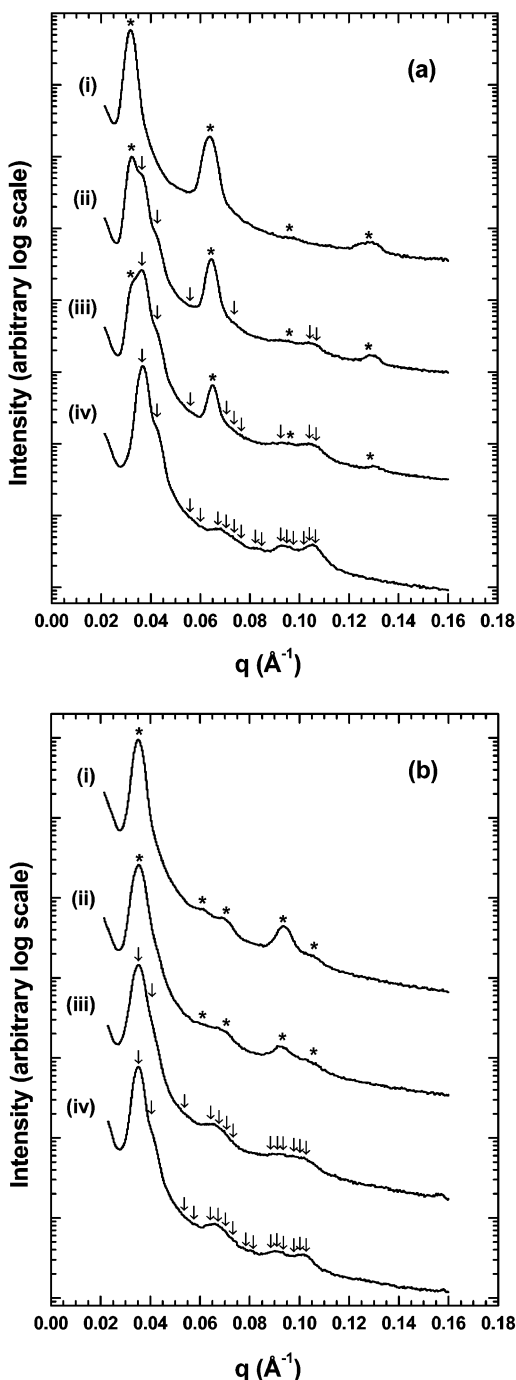 (a)
(i)
(ii)
(iii)
(iv)
Intensity (arbitrary log scale)
0.00 0.02 0.04 0.06 0.08 0.10 0.12 0.14 0.16 0.18
q (Å⁻¹)
(b)
(i)
(ii)
(iii)
(iv)
Intensity (arbitrary log scale)
0.00 0.02 0.04 0.06 0.08 0.10 0.12 0.14 0.16 0.18
q (Å⁻¹)